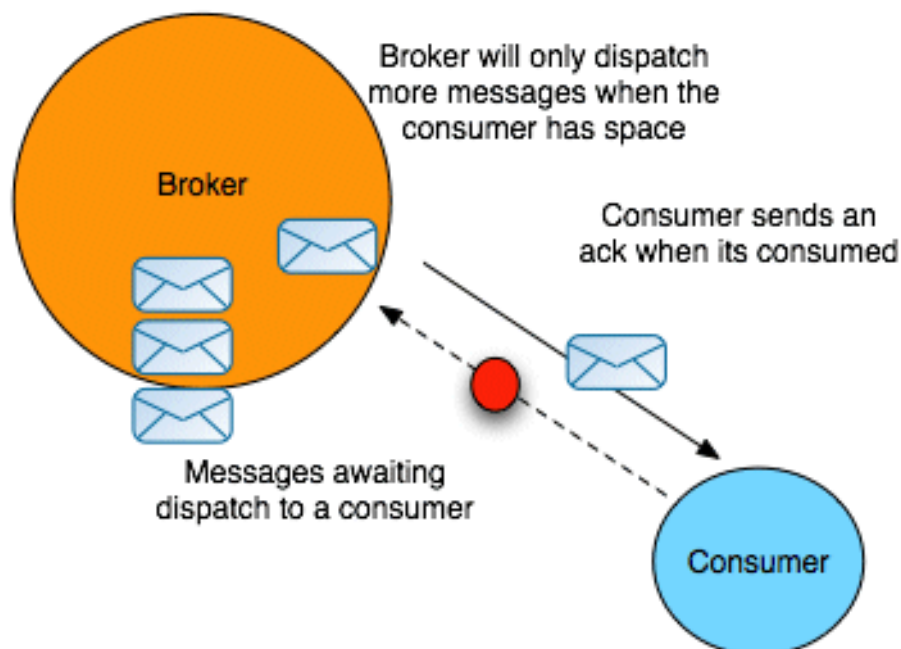 Broker will only dispatch
more messages when the
consumer has space
Broker
Consumer sends an
ack when its consumed
Messages awaiting
dispatch to a consumer
Consumer